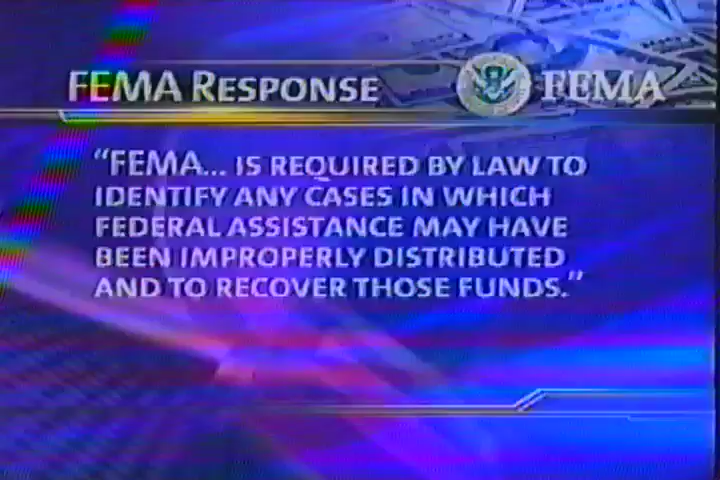 FEMA RESPONSE
FEMA
“FEMA... IS REQUIRED BY LAW TO
IDENTIFY ANY CASES IN WHICH
FEDERAL ASSISTANCE MAY HAVE
BEEN IMPROPERLY DISTRIBUTED
AND TO RECOVER THOSE FUNDS.”